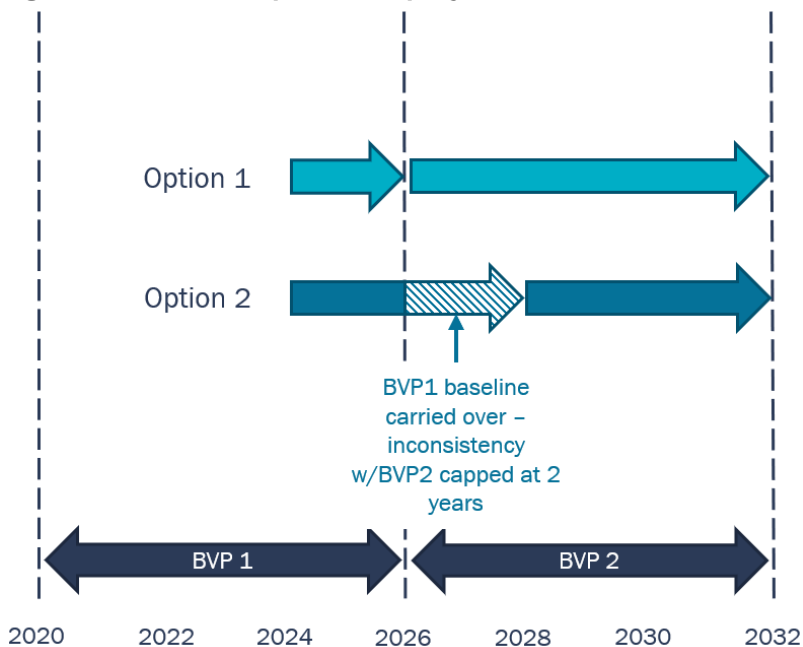 Option 1
Option 2
BVP1 baseline
carried over –
inconsistency
w/BVP2 capped at 2
years
BVP 1
BVP 2
2020 2022 2024 2026 2028 2030 2032